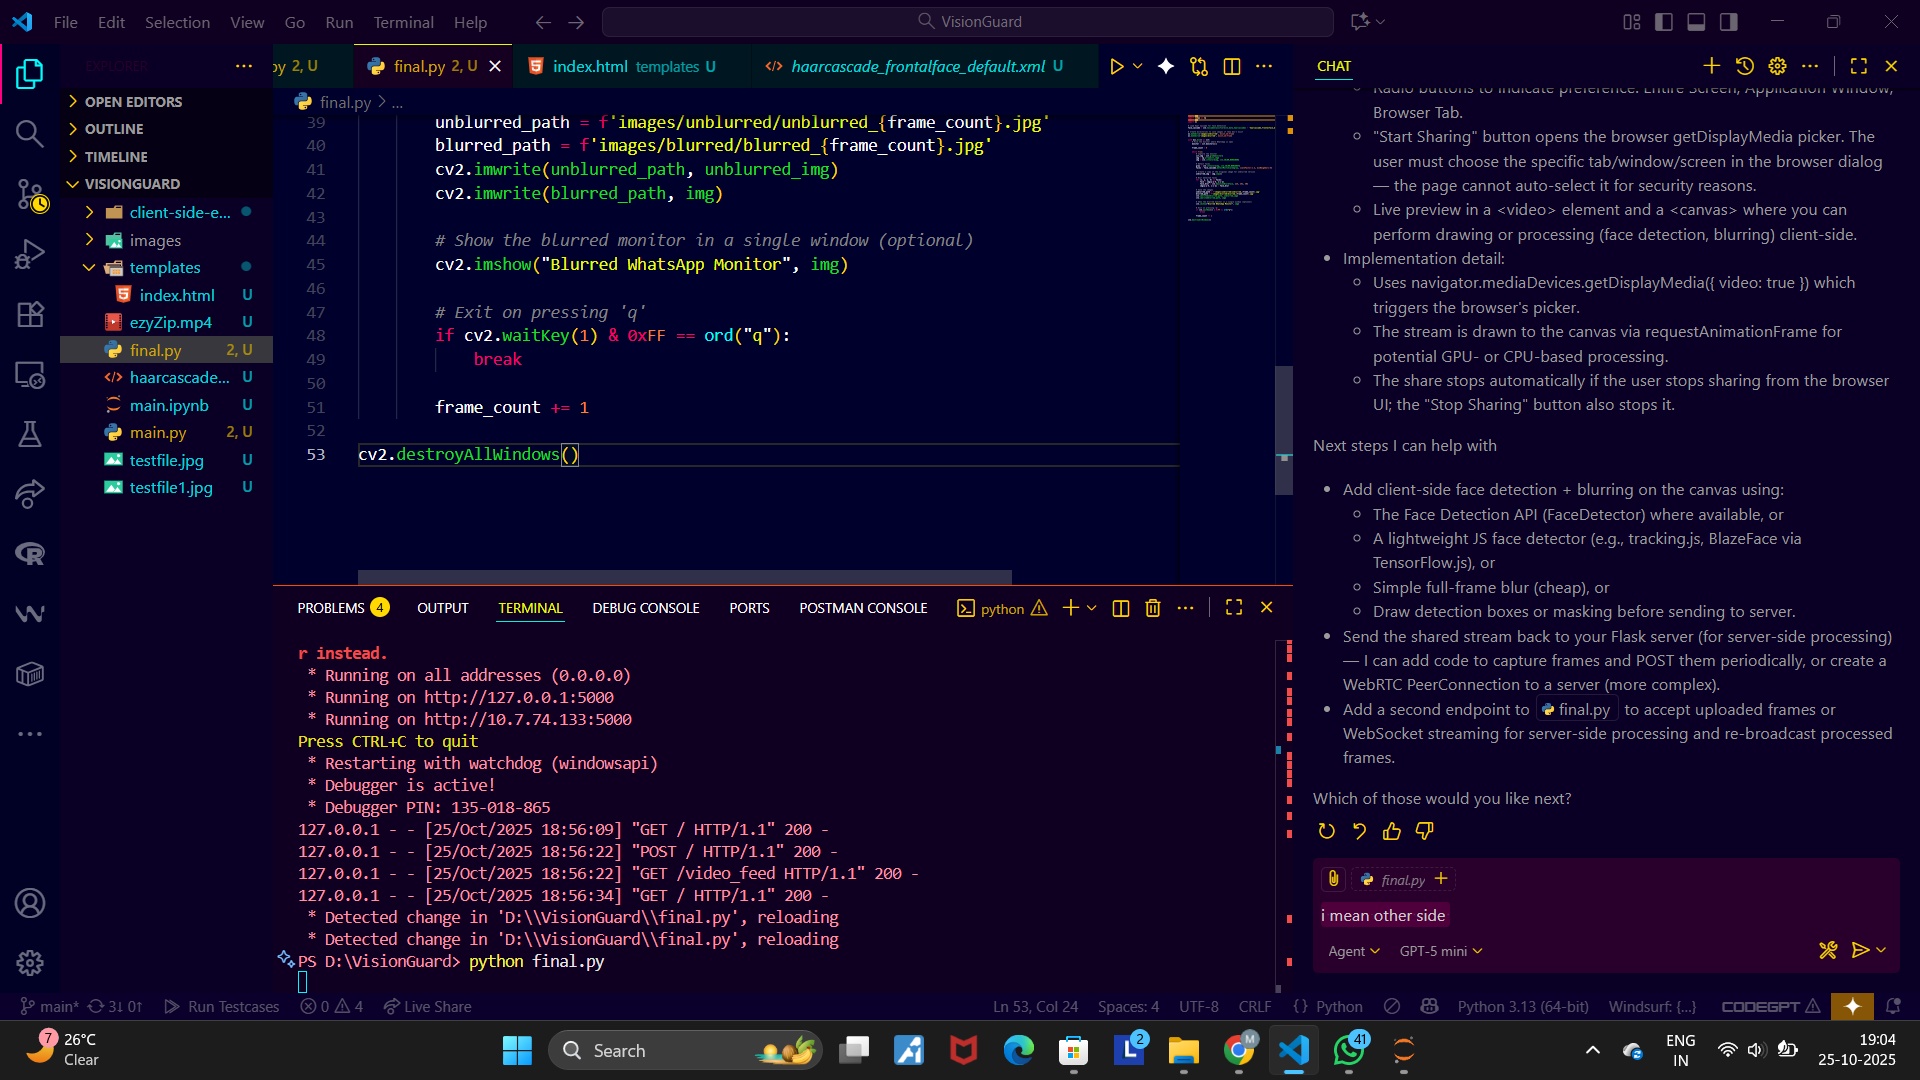 File Edit Selection View Go Run Terminal Help
VisionGuard
EXPLORER
OPEN EDITORS
OUTLINE
TIMELINE
VISIONGUARD
client-side-e...
images
templates
index.html U
ezyZip.mp4 U
final.py 2, U
haarcascade... U
main.ipynb U
main.py 2, U
testfile.jpg U
testfile1.jpg U
py 2, U
final.py 2, U
index.html templates U
haarcascade_frontalface_default.xml U
final.py > ...
39 unblurred_path = f'images/unblurred/unblurred_{frame_count}.jpg'
40 blurred_path = f'images/blurred/blurred_{frame_count}.jpg'
41 cv2.imwrite(unblurred_path, unblurred_img)
42 cv2.imwrite(blurred_path, img)
43
44 # Show the blurred monitor in a single window (optional)
45 cv2.imshow("Blurred WhatsApp Monitor", img)
46
47 # Exit on pressing 'q'
48 if cv2.waitKey(1) & 0xFF == ord("q"):
49 break
50
51 frame_count += 1
52
53 cv2.destroyAllWindows()
PROBLEMS 4 OUTPUT TERMINAL DEBUG CONSOLE PORTS POSTMAN CONSOLE python
r instead.
* Running on all addresses (0.0.0.0)
* Running on http://127.0.0.1:5000
* Running on http://10.7.74.133:5000
Press CTRL+C to quit
* Restarting with watchdog (windowsapi)
* Debugger is active!
* Debugger PIN: 135-018-865
127.0.0.1 - - [25/Oct/2025 18:56:09] "GET / HTTP/1.1" 200 -
127.0.0.1 - - [25/Oct/2025 18:56:22] "POST / HTTP/1.1" 200 -
127.0.0.1 - - [25/Oct/2025 18:56:22] "GET /video_feed HTTP/1.1" 200 -
127.0.0.1 - - [25/Oct/2025 18:56:34] "GET / HTTP/1.1" 200 -
* Detected change in 'D:\\VisionGuard\\final.py', reloading
* Detected change in 'D:\\VisionGuard\\final.py', reloading
PS D:\VisionGuard> python final.py
CHAT
Radio buttons to indicate preference: Entire Screen, Application Window,
Browser Tab.
"Start Sharing" button opens the browser getDisplayMedia picker. The
user must choose the specific tab/window/screen in the browser dialog
— the page cannot auto-select it for security reasons.
Live preview in a <video> element and a <canvas> where you can
perform drawing or processing (face detection, blurring) client-side.
Implementation detail:
Uses navigator.mediaDevices.getDisplayMedia({ video: true }) which
triggers the browser's picker.
The stream is drawn to the canvas via requestAnimationFrame for
potential GPU- or CPU-based processing.
The share stops automatically if the user stops sharing from the browser
UI; the "Stop Sharing" button also stops it.
Next steps I can help with
Add client-side face detection + blurring on the canvas using:
The Face Detection API (FaceDetector) where available, or
A lightweight JS face detector (e.g., tracking.js, BlazeFace via
TensorFlow.js), or
Simple full-frame blur (cheap), or
Draw detection boxes or masking before sending to server.
Send the shared stream back to your Flask server (for server-side processing)
— I can add code to capture frames and POST them periodically, or create a
WebRTC PeerConnection to a server (more complex).
Add a second endpoint to final.py to accept uploaded frames or
WebSocket streaming for server-side processing and re-broadcast processed
frames.
Which of those would you like next?
final.py
i mean other side
Agent GPT-5 mini
main* 3↓ 0↑ Run Testcases 0 4 Live Share
Ln 53, Col 24 Spaces: 4 UTF-8 CRLF {} Python Python 3.13 (64-bit) Windsurf: {...} CODEGPT
7 26°C
Clear
Search
2
41
ENG
IN
19:04
25-10-2025